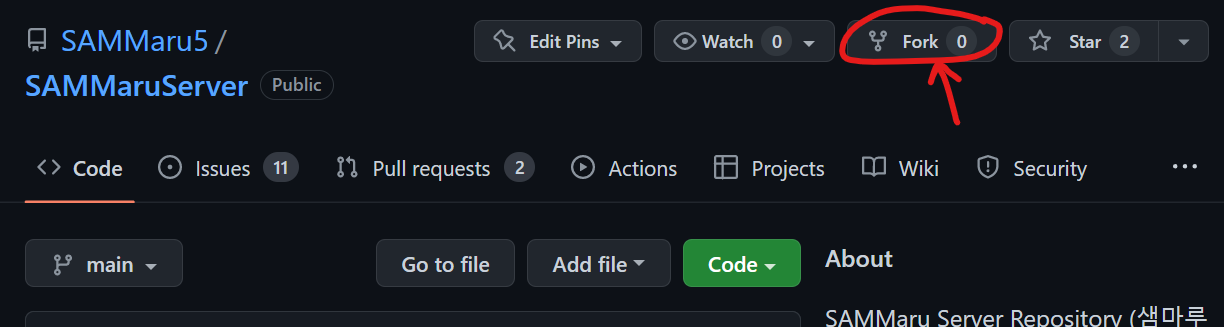 SAMMaru5 /
SAMMaruServer Public
Edit Pins Watch 0 Fork 0 Star 2
Code Issues 11 Pull requests 2 Actions Projects Wiki Security
main Go to file Add file Code
About
SAMMaru Server Repository (샘마루